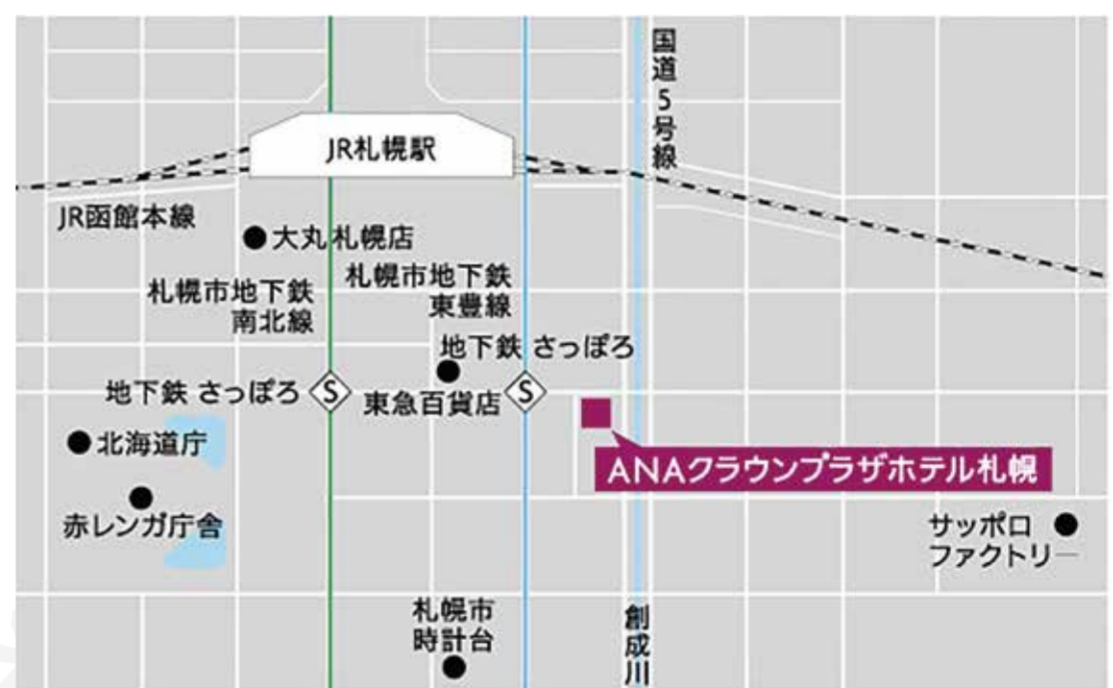 国道5号線
JR札幌駅
JR函館本線
大丸札幌店
札幌市地下鉄
南北線
札幌市地下鉄
東豊線
地下鉄 さっぽろ
地下鉄 さっぽろ
S
東急百貨店
S
北海道庁
ANAクラウンプラザホテル札幌
赤レンガ庁舎
サッポロ
ファクトリー
札幌市
時計台
創成川